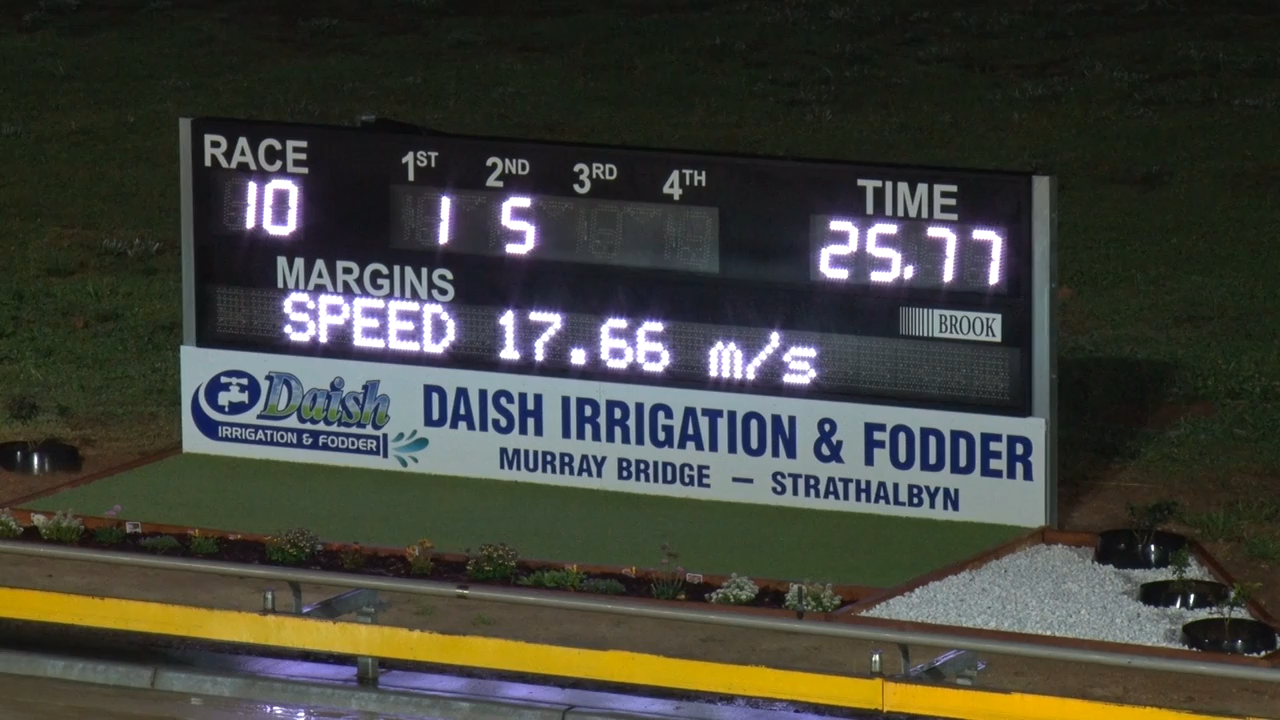 RACE 1ST 2ND 3RD 4TH TIME
10 1 5 25.77
MARGINS
SPEED 17.66 m/s
BROOK
Daish
IRRIGATION & FODDER
DAISH IRRIGATION & FODDER
MURRAY BRIDGE — STRATHALBYN